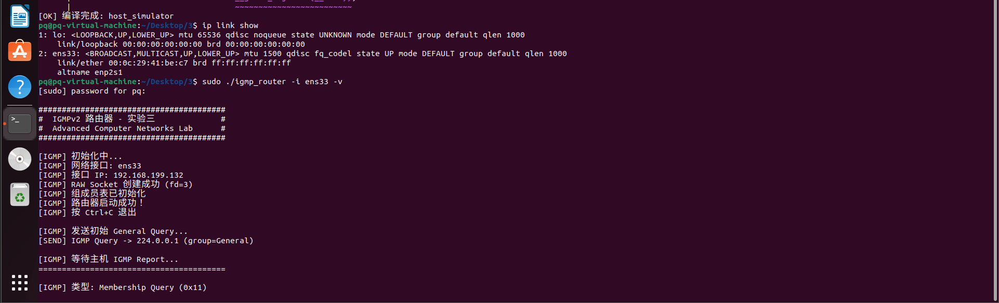 [OK] 编译完成: host_simulator
pq@pq-virtual-machine:~/Desktop/3$ ip link show
1: lo: <LOOPBACK,UP,LOWER_UP> mtu 65536 qdisc noqueue state UNKNOWN mode DEFAULT group default qlen 1000
    link/loopback 00:00:00:00:00:00 brd 00:00:00:00:00:00
2: ens33: <BROADCAST,MULTICAST,UP,LOWER_UP> mtu 1500 qdisc fq_codel state UP mode DEFAULT group default qlen 1000
    link/ether 00:0c:29:41:be:c7 brd ff:ff:ff:ff:ff:ff
    altname enp2s1
pq@pq-virtual-machine:~/Desktop/3$ sudo ./igmp_router -i ens33 -v
[sudo] password for pq:
########################################
#  IGMPv2 路由器 - 实验三              #
#  Advanced Computer Networks Lab      #
########################################
[IGMP] 初始化中...
[IGMP] 网络接口: ens33
[IGMP] 接口 IP: 192.168.199.132
[IGMP] RAW Socket 创建成功 (fd=3)
[IGMP] 组成员表已初始化
[IGMP] 路由器启动成功！
[IGMP] 按 Ctrl+C 退出
[IGMP] 发送初始 General Query...
[SEND] IGMP Query -> 224.0.0.1 (group=General)
[IGMP] 等待主机 IGMP Report...
========================================
[IGMP] 类型: Membership Query (0x11)